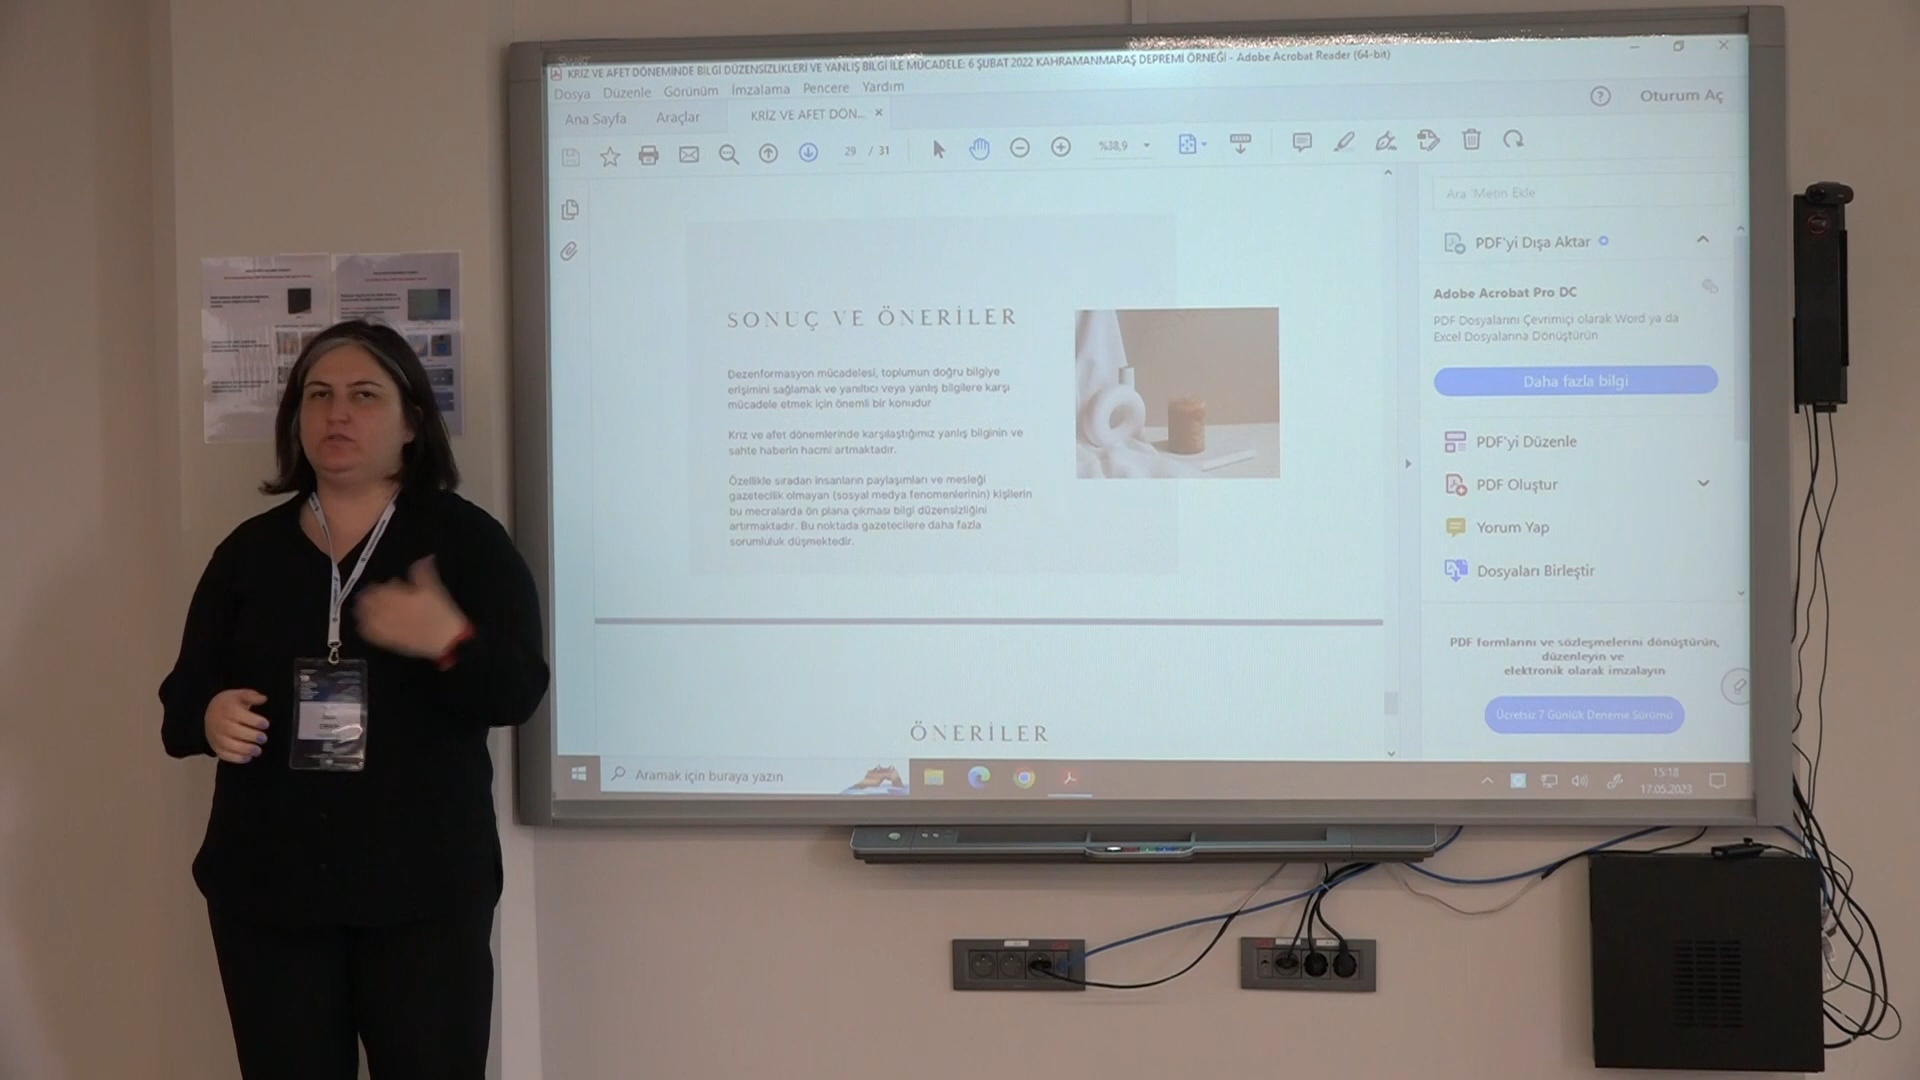 KRİZ VE AFET DÖNEMİNDE BİLGİ DÜZENSİZLİKLERİ VE YANLIŞ BİLGİ İLE MÜCADELE: 6 ŞUBAT 2022 KAHRAMANMARAŞ DEPREMİ ÖRNEĞİ - Adobe Acrobat Reader (64-bit)
Dosya Düzenle Görünüm İmzalama Pencere Yardım
Ana Sayfa Araçlar KRİZ VE AFET DÖN... Oturum Aç
29 / 31 %38,9
Ara 'Metin Ekle
PDF'yi Dışa Aktar
Adobe Acrobat Pro DC
PDF Dosyalarını Çevrimiçi olarak Word ya da
Excel Dosyalarına Dönüştürün
Daha fazla bilgi
PDF'yi Düzenle
PDF Oluştur
Yorum Yap
Dosyaları Birleştir
PDF formlarını ve sözleşmelerini dönüştürün,
düzenleyin ve
elektronik olarak imzalayın
Ücretsiz 7 Günlük Deneme Sürümü
SONUÇ VE ÖNERİLER
Dezenformasyon mücadelesi, toplumun doğru bilgiye
erişimini sağlamak ve yanıltıcı veya yanlış bilgilere karşı
mücadele etmek için önemli bir konudur
Kriz ve afet dönemlerinde karşılaştığımız yanlış bilginin ve
sahte haberin hacmi artmaktadır.
Özellikle sıradan insanların paylaşımları ve mesleği
gazetecilik olmayan (sosyal medya fenomenlerinin) kişilerin
bu mecralarda ön plana çıkması bilgi düzensizliğini
artırmaktadır. Bu noktada gazetecilere daha fazla
sorumluluk düşmektedir.
ÖNERİLER
Aramak için buraya yazın
15:18
17.05.2023